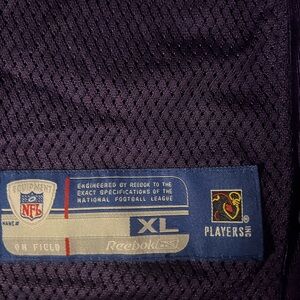 EQUIPMENT
NFL
NAME/#
ENGINEERED BY REEBOK TO THE
EXACT SPECIFICATIONS OF THE
NATIONAL FOOTBALL LEAGUE
XL
ON FIELD
Reebok
PLAYERS INC